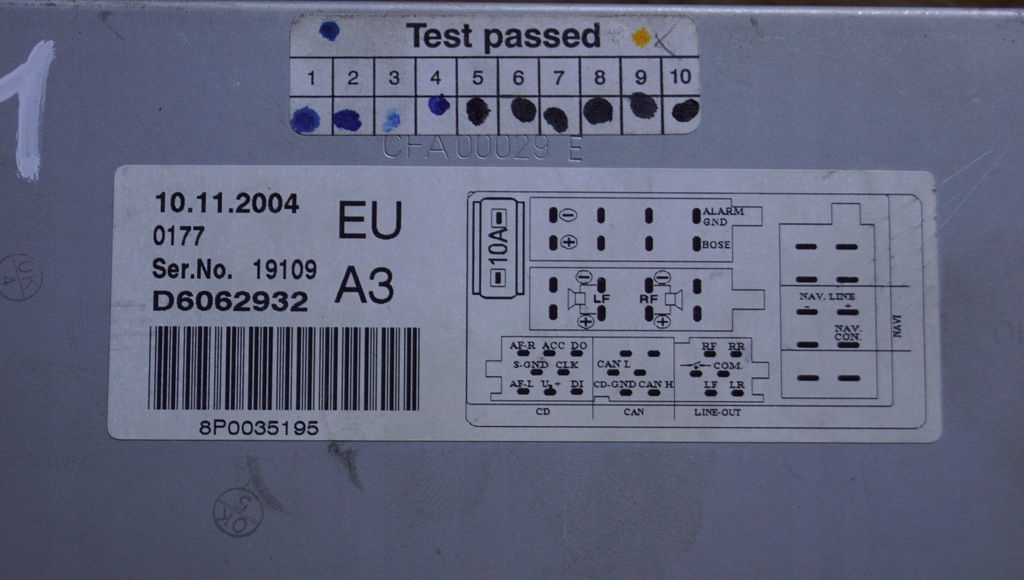 1
Test passed
1 2 3 4 5 6 7 8 9 10
CFA00029 E
10.11.2004
0177
Ser.No. 19109
D6062932
EU
A3
8P0035195
10A
ALARM
GND
BOSE
LF RF
AF-R ACC DO
S-GND CLK
AF-L U + DI
CD
CAN L
CD-GND CAN H
CAN
RF RR
COM.
LF LR
LINE-OUT
NAV. LINE
- +
NAV.
CON.
NAVI
OK